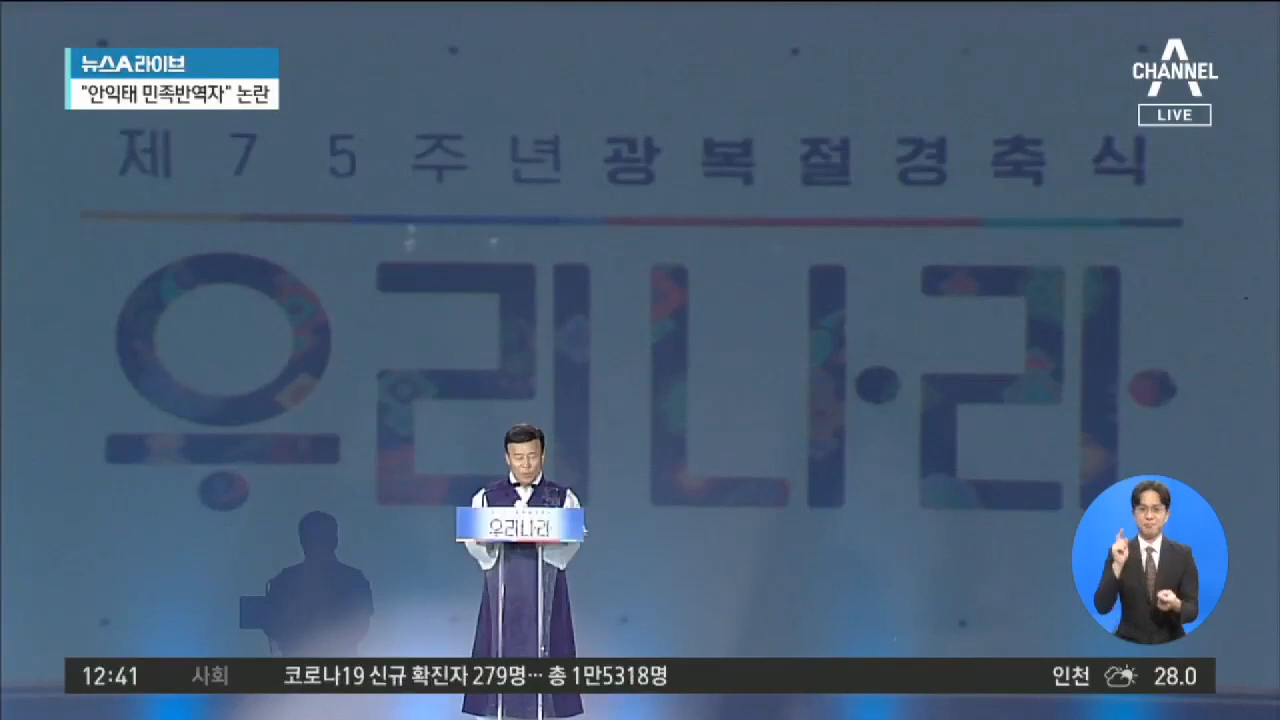 뉴스A 라이브
"안익태 민족반역자" 논란
CHANNEL A
LIVE
제75주년광복절경축식
우리나라
우리나라
12:41 사회 코로나19 신규 확진자 279명… 총 1만5318명 인천 28.0